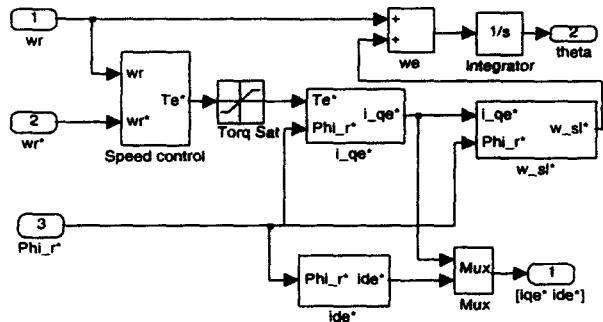 1
wr
2
wr*
3
Phi_r*
wr
wr*
Te*
Speed control
Torq Sat
+
+
we
1/s
Integrator
2
theta
Te*
Phi_r*
i_qe*
i_qe*
i_qe*
Phi_r*
w_sl*
w_sl*
Phi_r* ide*
ide*
Mux
Mux
1
[iqe* ide*]